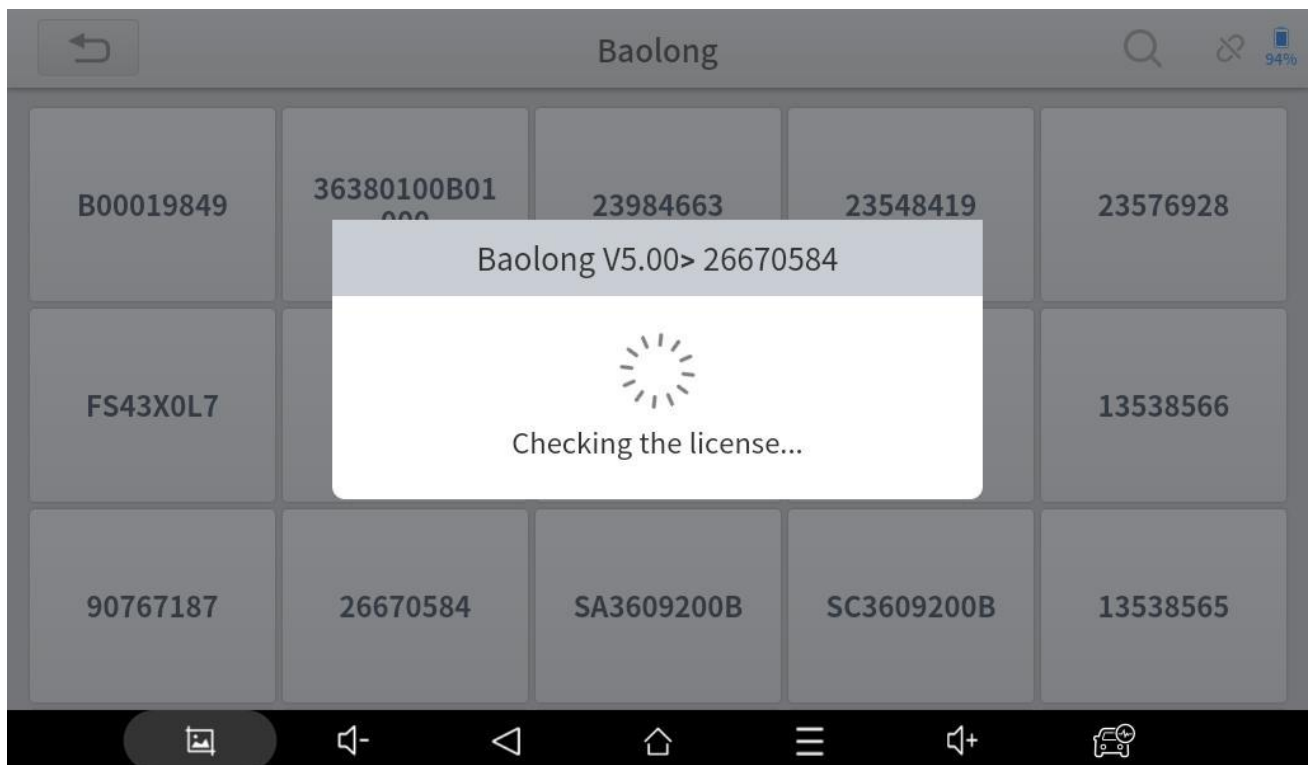 Baolong
94%
B00019849
36380100B01
23984663
23548419
23576928
Baolong V5.00> 26670584
Checking the license...
FS43X0L7
13538566
90767187
26670584
SA3609200B
SC3609200B
13538565